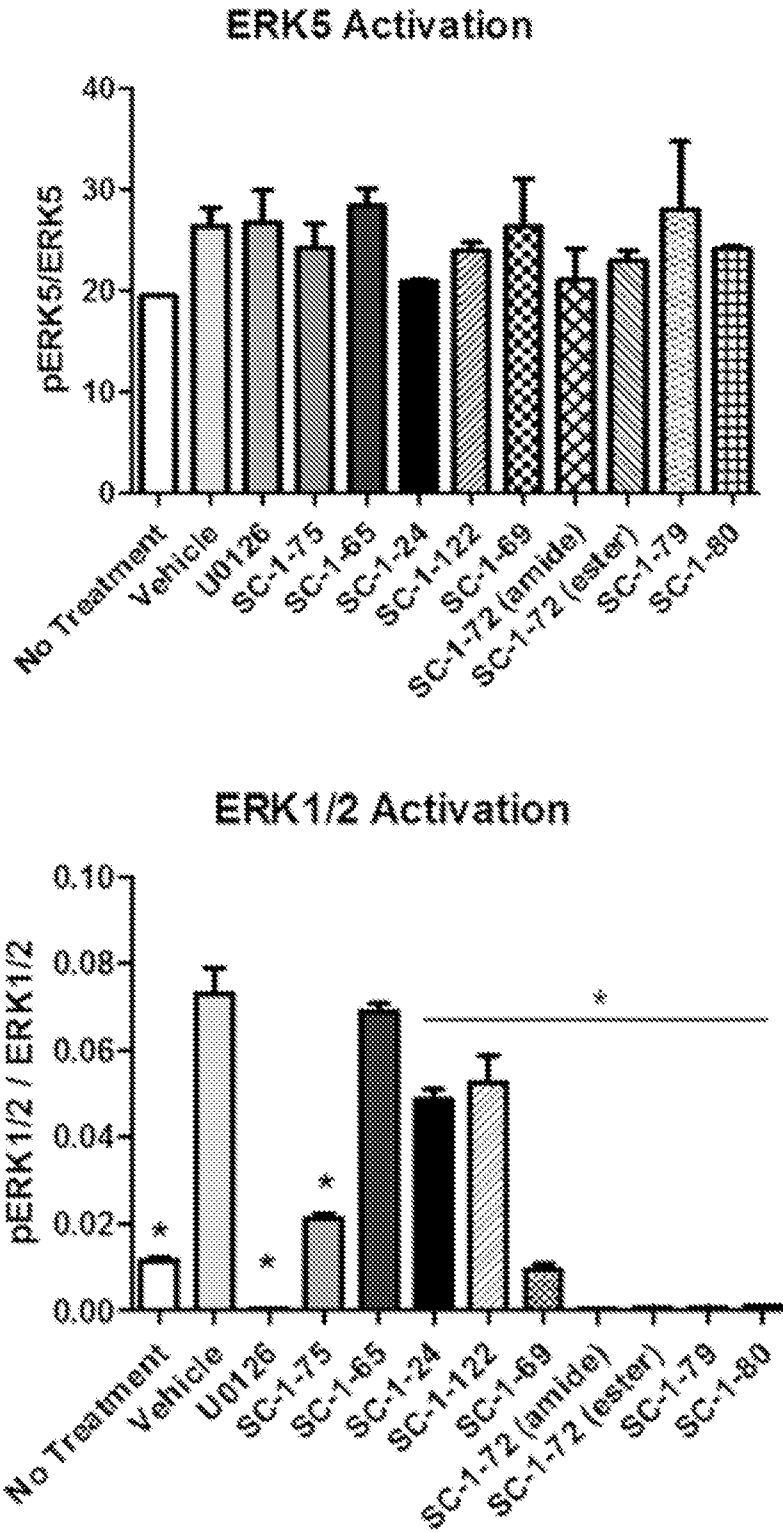 ERK5 Activation
pERK5/ERK5
40
30
20
10
0
No Treatment
Vehicle
U0126
SC-1-75
SC-1-65
SC-1-24
SC-1-122
SC-1-69
SC-1-72 (amide)
SC-1-72 (ester)
SC-1-79
SC-1-80
ERK1/2 Activation
pERK1/2 / ERK1/2
0.10
0.08
0.06
0.04
0.02
0.00
*
*
*
*
No Treatment
Vehicle
U0126
SC-1-75
SC-1-65
SC-1-24
SC-1-122
SC-1-69
SC-1-72 (amide)
SC-1-72 (ester)
SC-1-79
SC-1-80